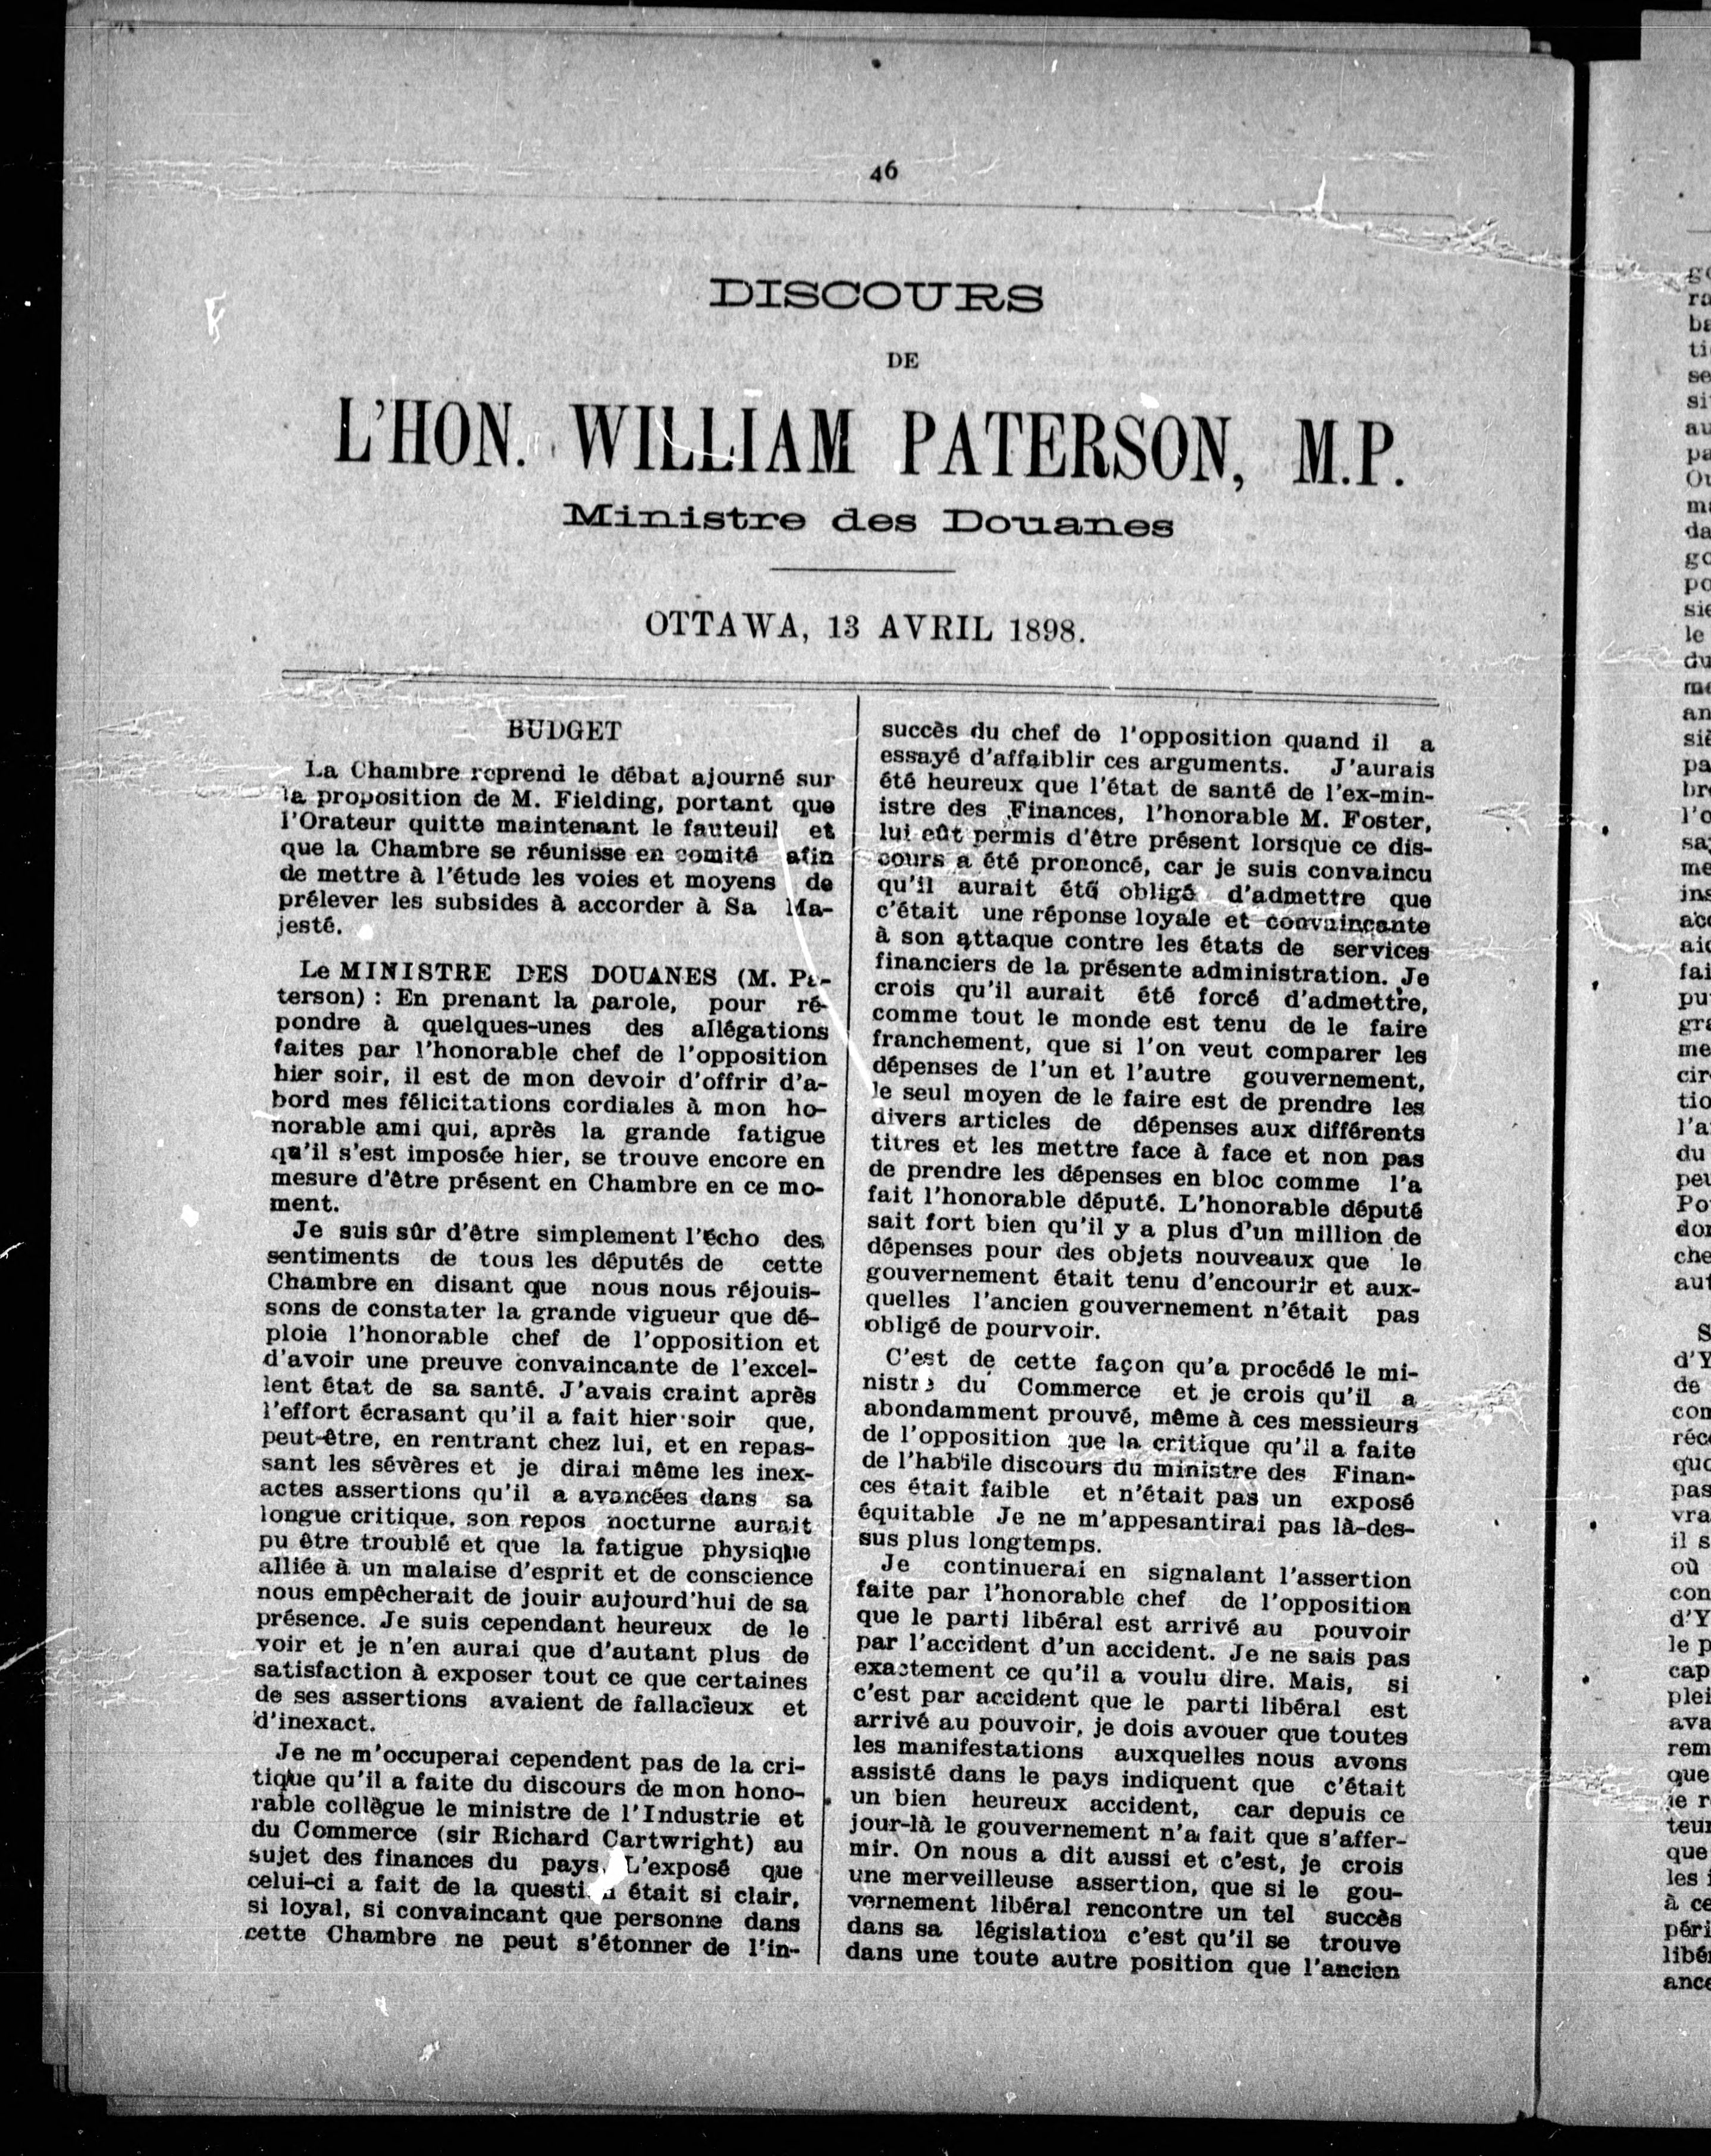 46
DISCOURS
DE
L'HON. WILLIAM PATERSON, M.P.
Ministre des Douanes
OTTAWA, 13 AVRIL 1898.
BUDGET
La Chambre reprend le débat ajourné sur
la proposition de M. Fielding, portant que
l'Orateur quitte maintenant le fauteuil et
que la Chambre se réunisse en comité afin
de mettre à l'étude les voies et moyens de
prélever les subsides à accorder à Sa Ma-
jesté.
Le MINISTRE DES DOUANES (M. Pa-
terson) : En prenant la parole, pour ré-
pondre à quelques-unes des allégations
faites par l'honorable chef de l'opposition
hier soir, il est de mon devoir d'offrir d'a-
bord mes félicitations cordiales à mon ho-
norable ami qui, après la grande fatigue
qu'il s'est imposée hier, se trouve encore en
mesure d'être présent en Chambre en ce mo-
ment.
Je suis sûr d'être simplement l'écho des
sentiments de tous les députés de cette
Chambre en disant que nous nous réjouis-
sons de constater la grande vigueur que dé-
ploie l'honorable chef de l'opposition et
d'avoir une preuve convaincante de l'excel-
lent état de sa santé. J'avais craint après
l'effort écrasant qu'il a fait hier soir que,
peut-être, en rentrant chez lui, et en repas-
sant les sévères et je dirai même les inex-
actes assertions qu'il a avancées dans sa
longue critique, son repos nocturne aurait
pu être troublé et que la fatigue physique
alliée à un malaise d'esprit et de conscience
nous empêcherait de jouir aujourd'hui de sa
présence. Je suis cependant heureux de le
voir et je n'en aurai que d'autant plus de
satisfaction à exposer tout ce que certaines
de ses assertions avaient de fallacieux et
d'inexact.
Je ne m'occuperai cependent pas de la cri-
tique qu'il a faite du discours de mon hono-
rable collègue le ministre de l'Industrie et
du Commerce (sir Richard Cartwright) au
sujet des finances du pays. L'exposé que
celui-ci a fait de la question était si clair,
si loyal, si convaincant que personne dans
cette Chambre ne peut s'étonner de l'in-
succès du chef de l'opposition quand il a
essayé d'affaiblir ces arguments. J'aurais
été heureux que l'état de santé de l'ex-min-
istre des Finances, l'honorable M. Foster,
lui eût permis d'être présent lorsque ce dis-
cours a été prononcé, car je suis convaincu
qu'il aurait été obligé d'admettre que
c'était une réponse loyale et convaincante
à son attaque contre les états de services
financiers de la présente administration. Je
crois qu'il aurait été forcé d'admettre,
comme tout le monde est tenu de le faire
franchement, que si l'on veut comparer les
dépenses de l'un et l'autre gouvernement,
le seul moyen de le faire est de prendre les
divers articles de dépenses aux différents
titres et les mettre face à face et non pas
de prendre les dépenses en bloc comme l'a
fait l'honorable député. L'honorable député
sait fort bien qu'il y a plus d'un million de
dépenses pour des objets nouveaux que le
gouvernement était tenu d'encourir et aux-
quelles l'ancien gouvernement n'était pas
obligé de pourvoir.
C'est de cette façon qu'a procédé le mi-
nistre du Commerce et je crois qu'il a
abondamment prouvé, même à ces messieurs
de l'opposition que la critique qu'il a faite
de l'habile discours du ministre des Finan-
ces était faible et n'était pas un exposé
équitable Je ne m'appesantirai pas là-des-
sus plus longtemps.
Je continuerai en signalant l'assertion
faite par l'honorable chef de l'opposition
que le parti libéral est arrivé au pouvoir
par l'accident d'un accident. Je ne sais pas
exactement ce qu'il a voulu dire. Mais, si
c'est par accident que le parti libéral est
arrivé au pouvoir, je dois avouer que toutes
les manifestations auxquelles nous avons
assisté dans le pays indiquent que c'était
un bien heureux accident, car depuis ce
jour-là le gouvernement n'a fait que s'affer-
mir. On nous a dit aussi et c'est, je crois
une merveilleuse assertion, que si le gou-
vernement libéral rencontre un tel succès
dans sa législation c'est qu'il se trouve
dans une toute autre position que l'ancien